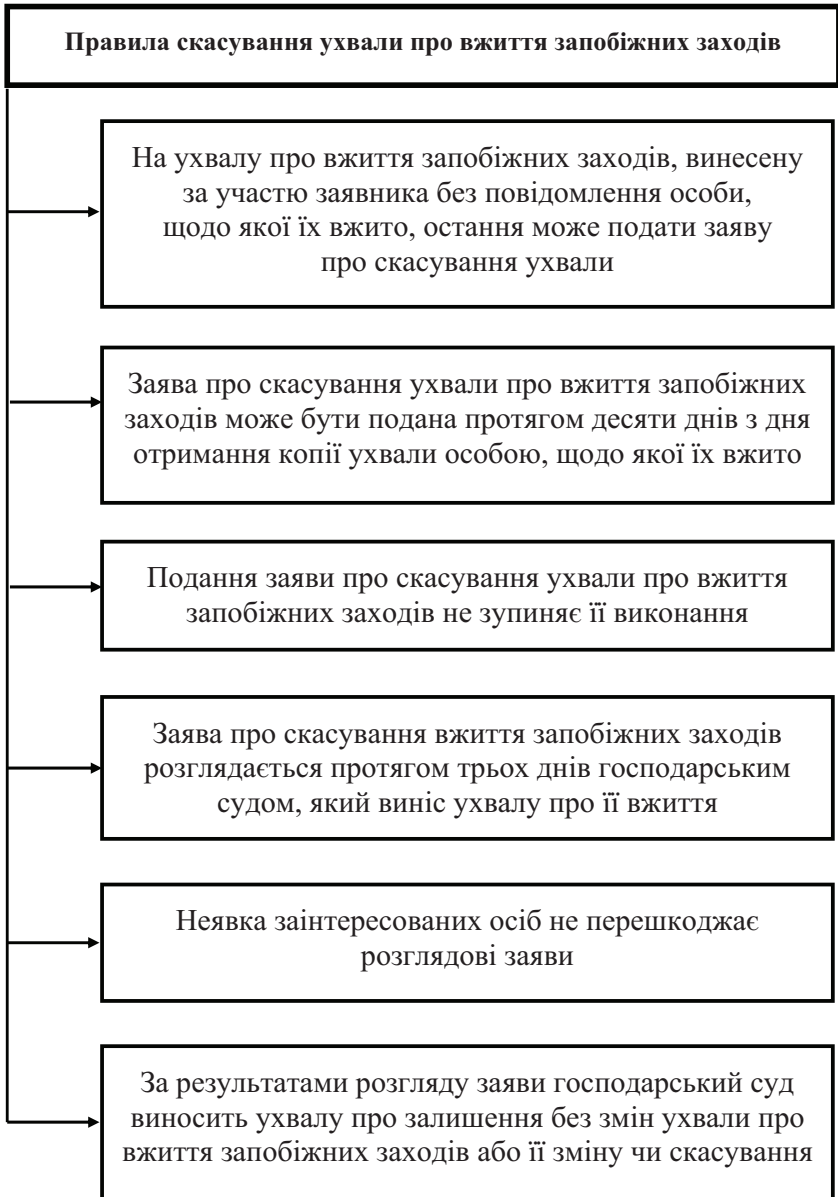 Правила скасування ухвали про вжиття запобіжних заходів
На ухвалу про вжиття запобіжних заходів, винесену
за участю заявника без повідомлення особи,
щодо якої їх вжито, остання може подати заяву
про скасування ухвали
Заява про скасування ухвали про вжиття запобіжних
заходів може бути подана протягом десяти днів з дня
отримання копії ухвали особою, щодо якої їх вжито
Подання заяви про скасування ухвали про вжиття
запобіжних заходів не зупиняє її виконання
Заява про скасування вжиття запобіжних заходів
розглядається протягом трьох днів господарським
судом, який виніс ухвалу про її вжиття
Неявка заінтересованих осіб не перешкоджає
розглядові заяви
За результатами розгляду заяви господарський суд
виносить ухвалу про залишення без змін ухвали про
вжиття запобіжних заходів або її зміну чи скасування